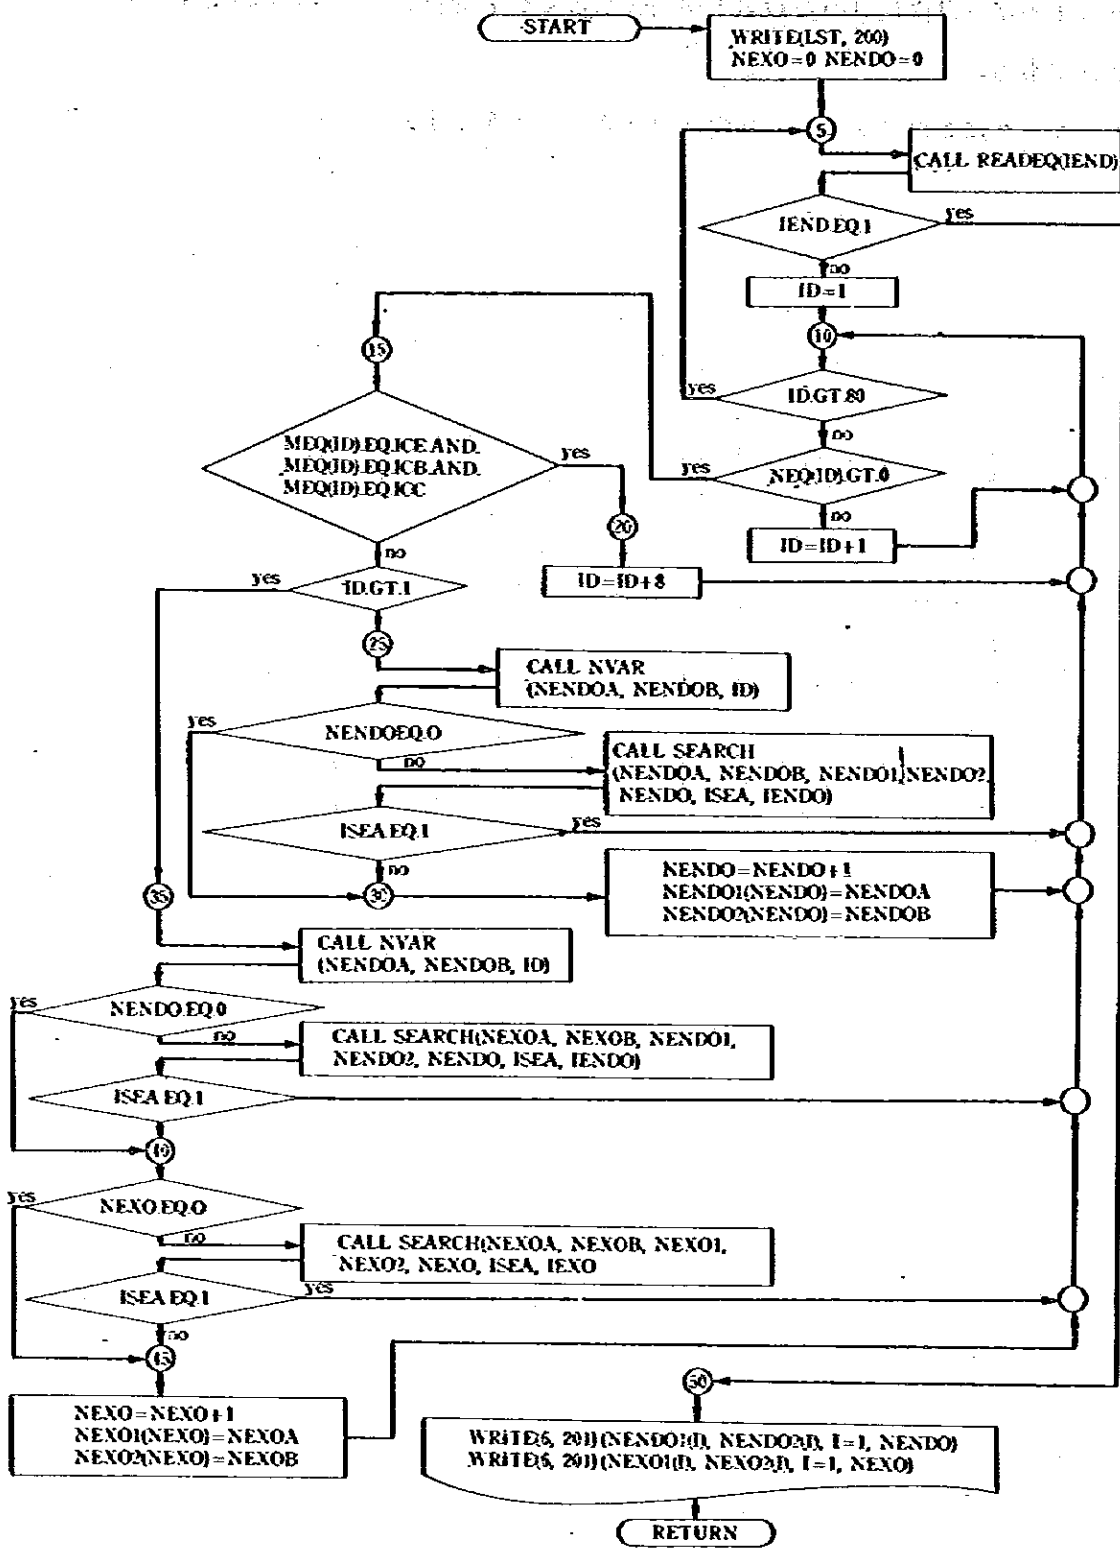 START
WRITE(LST, 200)
NEXO=0 NENDO=0
5
CALL READEQ(IEND)
IEND.EQ.1
yes
no
ID=1
10
15
ID.GT.80
yes
no
MEQ(ID).EQ.ICE.AND.
MEQ(ID).EQ.ICB.AND.
MEQ(ID).EQ.ICC
yes
no
NEQ(ID).GT.0
yes
no
20
ID=ID+1
ID=ID+8
ID.GT.1
yes
25
CALL NVAR
(NENDOA, NENDOB, ID)
NENDO.EQ.O
yes
no
CALL SEARCH
(NENDOA, NENDOB, NENDO1, NENDO2,
NENDO, ISEA, IENDO)
ISEA.EQ.1
yes
no
30
35
NENDO=NENDO+1
NENDO1(NENDO)=NENDOA
NENDO2(NENDO)=NENDOB
CALL NVAR
(NENDOA, NENDOB, ID)
NENDO.EQ.0
yes
no
CALL SEARCH(NEXOA, NEXOB, NENDO1,
NENDO2, NENDO, ISEA, IENDO)
ISEA.EQ.1
40
NEXO.EQ.O
yes
no
CALL SEARCH(NEXOA, NEXOB, NEXO1,
NEXO2, NEXO, ISEA, IEXO
ISEA.EQ.1
yes
no
45
50
NEXO=NEXO+1
NEXO1(NEXO)=NEXOA
NEXO2(NEXO)=NEXOB
WRITE(6, 201) (NENDO1(I), NENDO2(I), I=1, NENDO)
WRITE(6, 201) (NEXO1(I), NEXO2(I), I=1, NEXO)
RETURN